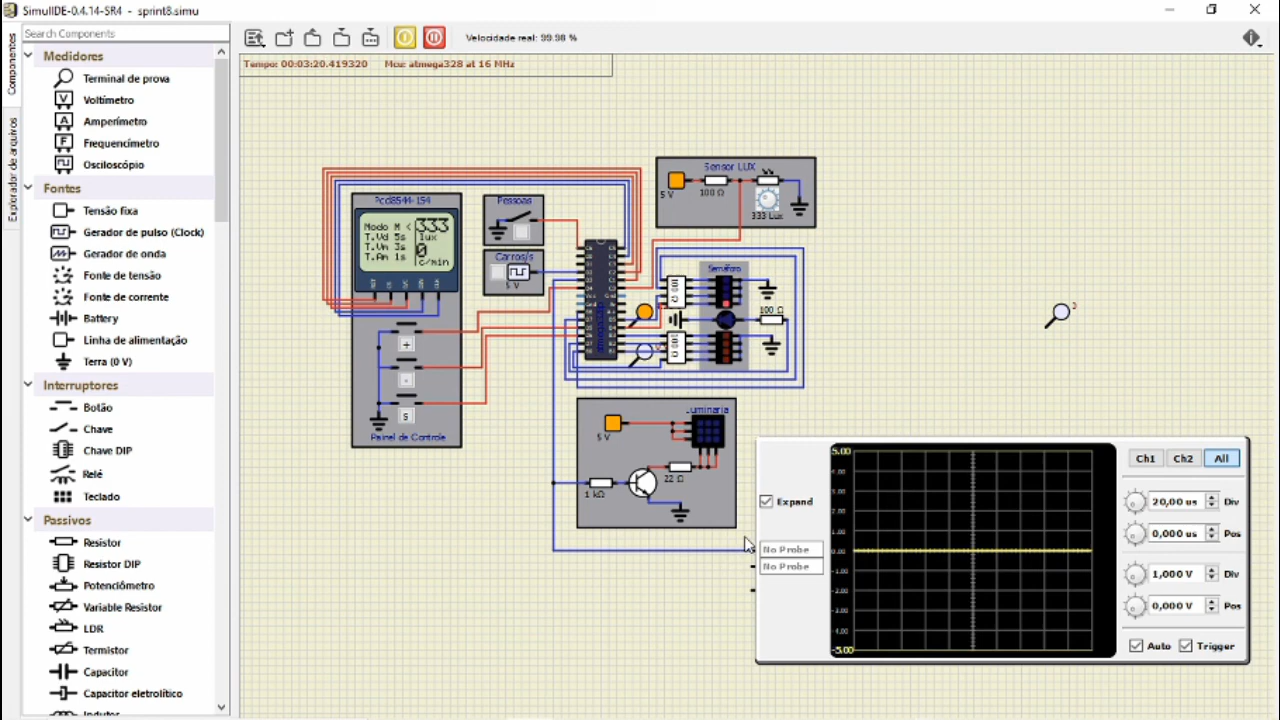 SimulIDE-0.4.14-SR4 - sprint8.simu
Search Components
Componentes
Explorador de arquivos
Medidores
Terminal de prova
Voltímetro
Amperímetro
Frequencímetro
Osciloscópio
Fontes
Tensão fixa
Gerador de pulso (Clock)
Gerador de onda
Fonte de tensão
Fonte de corrente
Battery
Linha de alimentação
Terra (0 V)
Interruptores
Botão
Chave
Chave DIP
Relé
Teclado
Passivos
Resistor
Resistor DIP
Potenciômetro
Variable Resistor
LDR
Termistor
Capacitor
Capacitor eletrolítico
Velocidade real: 99.98 %
Tempo: 00:03:20.419320 Mcu: atmega328 at 16 MHz
Pcd8544-154
Modo M < 333
T.Vd 5s lux
T.Vm 3s 0
T.Am 1s c/min
+
-
S
Painel de Controle
Pessoas
Carros/s
5 V
Sensor LUX
5 V
100 Ω
333 Lux
Semáforo
100 Ω
100 Ω
100 Ω
Luminaria
5 V
22 Ω
1 kΩ
Expand
No Probe
No Probe
5.00
4.00
3.00
2.00
1.00
0.00
-1.00
-2.00
-3.00
-4.00
-5.00
Ch1 Ch2 All
20,00 us Div
0,000 us Pos
1,000 V Div
0,000 V Pos
Auto Trigger